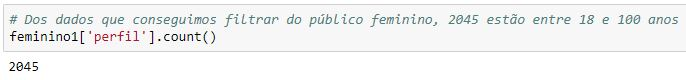 # Dos dados que conseguimos filtrar do público feminino, 2045 estão entre 18 e 100 anos
feminino1['perfil'].count()
2045